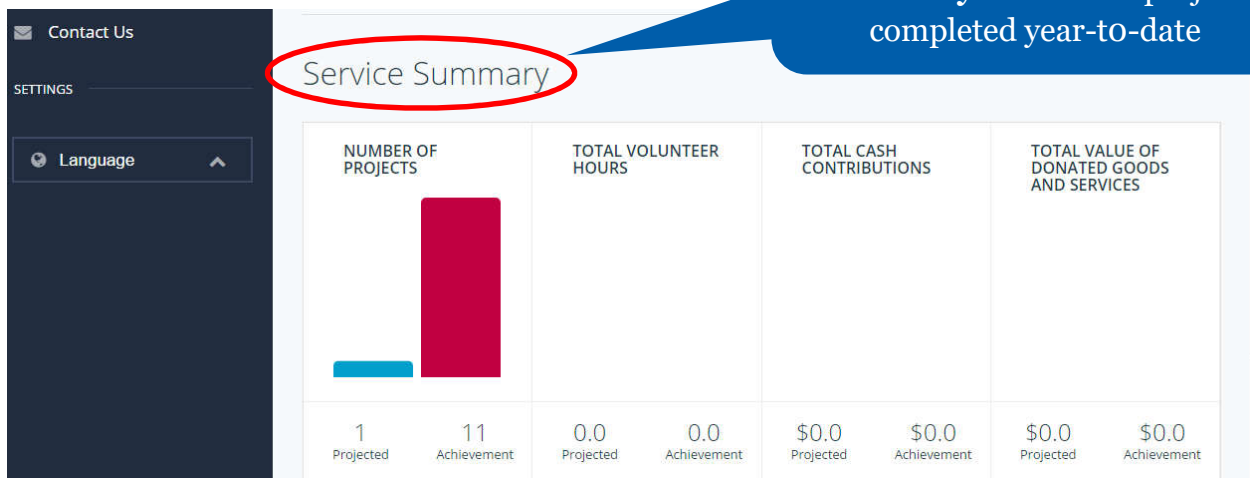 Contact Us
completed year-to-date
Service Summary
SETTINGS
Language
NUMBER OF
PROJECTS
TOTAL VOLUNTEER
HOURS
TOTAL CASH
CONTRIBUTIONS
TOTAL VALUE OF
DONATED GOODS
AND SERVICES
1 11 0.0 0.0 $0.0 $0.0 $0.0 $0.0
Projected Achievement Projected Achievement Projected Achievement Projected Achievement